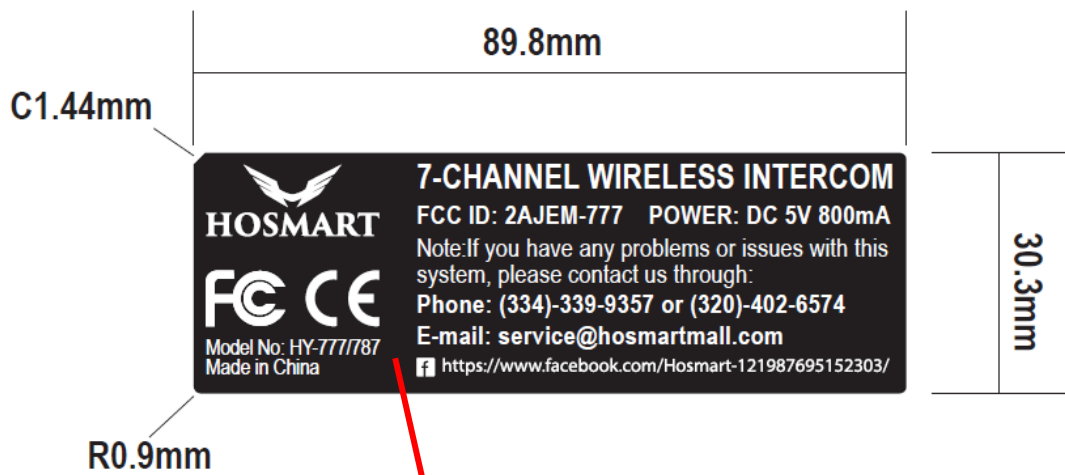 89.8mm
C1.44mm
HOSMART
FC CE
Model No: HY-777/787
Made in China
7-CHANNEL WIRELESS INTERCOM
FCC ID: 2AJEM-777 POWER: DC 5V 800mA
Note:If you have any problems or issues with this
system, please contact us through:
Phone: (334)-339-9357 or (320)-402-6574
E-mail: service@hosmartmall.com
f https://www.facebook.com/Hosmart-121987695152303/
30.3mm
R0.9mm